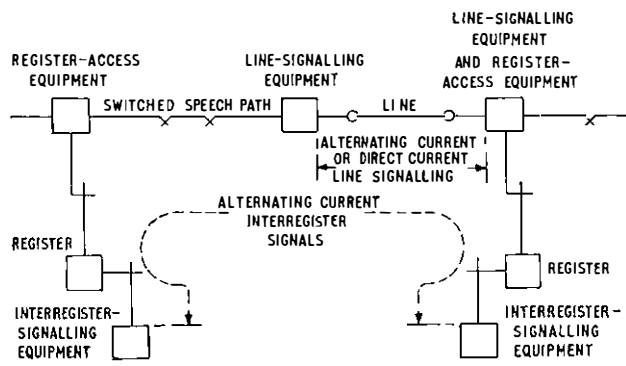 LINE-SIGNALLING
EQUIPMENT
AND REGISTER-
ACCESS EQUIPMENT
REGISTER-ACCESS
EQUIPMENT
LINE-SIGNALLING
EQUIPMENT
SWITCHED SPEECH PATH
LINE
ALTERNATING CURRENT
OR DIRECT CURRENT
LINE SIGNALLING
ALTERNATING CURRENT
INTERREGISTER
SIGNALS
REGISTER
REGISTER
INTERREGISTER-
SIGNALLING
EQUIPMENT
INTERREGISTER-
SIGNALLING
EQUIPMENT